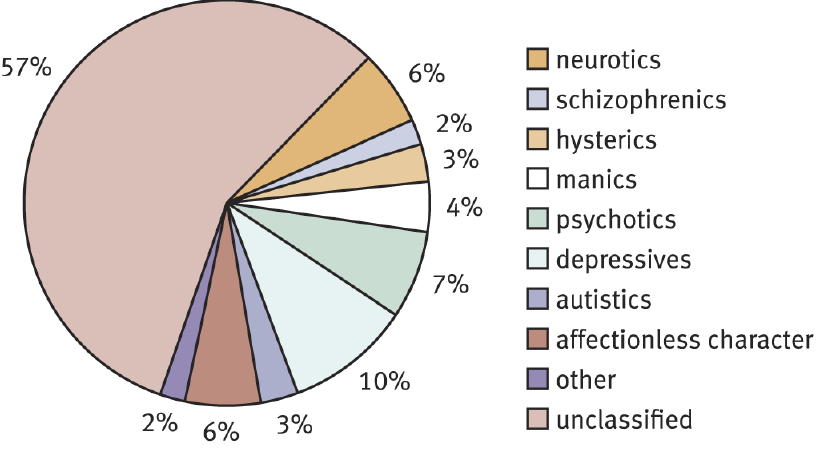 57%
6%
2%
3%
4%
7%
10%
3%
6%
2%
neurotics
schizophrenics
hysterics
manics
psychotics
depressives
autistics
affectionless character
other
unclassified